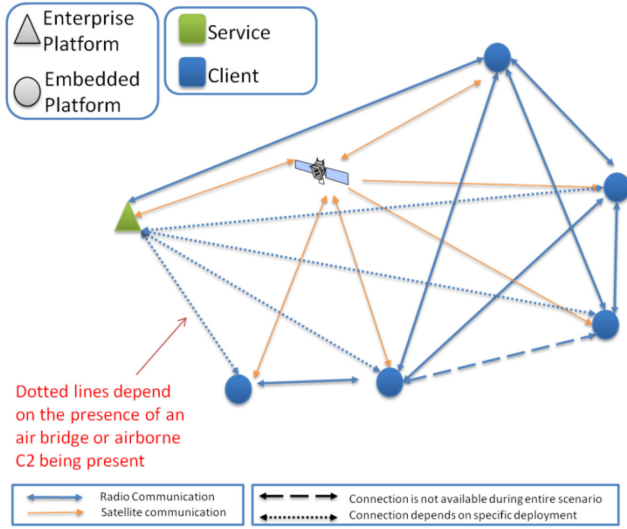 Enterprise
Platform
Embedded
Platform
Service
Client
Dotted lines depend
on the presence of an
air bridge or airborne
C2 being present
Radio Communication
Satellite communication
Connection is not available during entire scenario
Connection depends on specific deployment